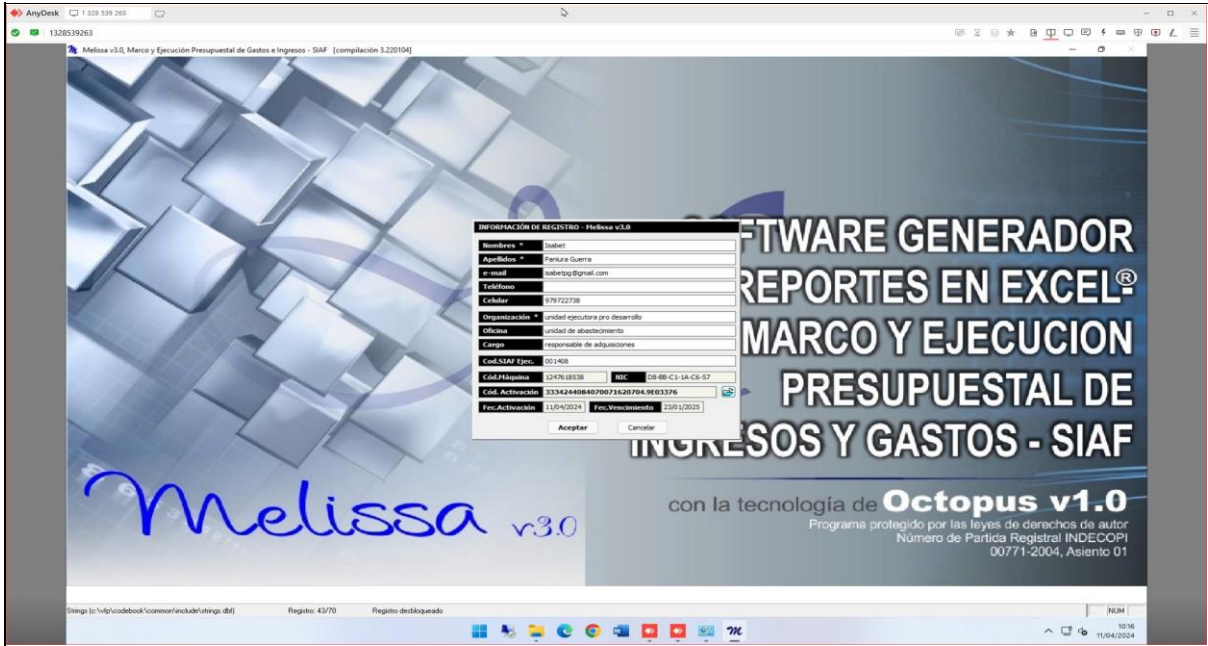 AnyDesk 1 328 539 263
1328539263
Melissa v3.0, Marco y Ejecución Presupuestal de Gastos e Ingresos - SIAF [compilación 3.220104]
INFORMACIÓN DE REGISTRO - Melissa v3.0
Nombres * Isabet
Apellidos * Paniura Guerra
e-mail isabetpg@gmail.com
Teléfono
Celular 979722738
Organización * unidad ejecutora pro desarrollo
Oficina unidad de abastecimiento
Cargo responsable de adquisiciones
Cod.SIAF Ejec. 001408
Cód.Máquina 1247618538 NIC D8-BB-C1-1A-C6-57
Cód. Activación 3334244084070071620704.9E03376
Fec.Activación 11/04/2024 Fec.Vencimiento 23/01/2025
Aceptar Cancelar
FTWARE GENERADOR
REPORTES EN EXCEL®
MARCO Y EJECUCION
PRESUPUESTAL DE
INGRESOS Y GASTOS - SIAF
Melissa v3.0
con la tecnología de Octopus v1.0
Programa protegido por las leyes de derechos de autor
Número de Partida Registral INDECOPI
00771-2004, Asiento 01
Strings (c:\vfp\codebook\common\include\strings.dbf) Registro: 43/70 Registro desbloqueado NUM
10:16
11/04/2024